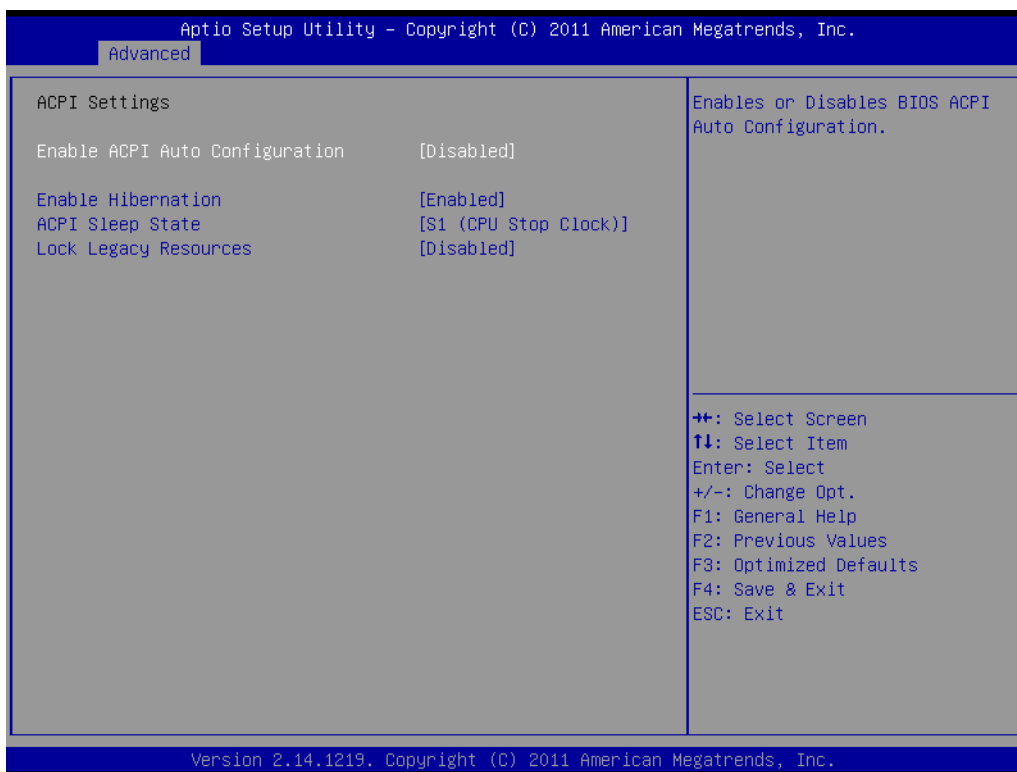 Aptio Setup Utility – Copyright (C) 2011 American Megatrends, Inc.
Advanced
ACPI Settings
Enable ACPI Auto Configuration [Disabled]
Enable Hibernation [Enabled]
ACPI Sleep State [S1 (CPU Stop Clock)]
Lock Legacy Resources [Disabled]
Enables or Disables BIOS ACPI
Auto Configuration.
→←: Select Screen
↑↓: Select Item
Enter: Select
+/-: Change Opt.
F1: General Help
F2: Previous Values
F3: Optimized Defaults
F4: Save & Exit
ESC: Exit
Version 2.14.1219. Copyright (C) 2011 American Megatrends, Inc.